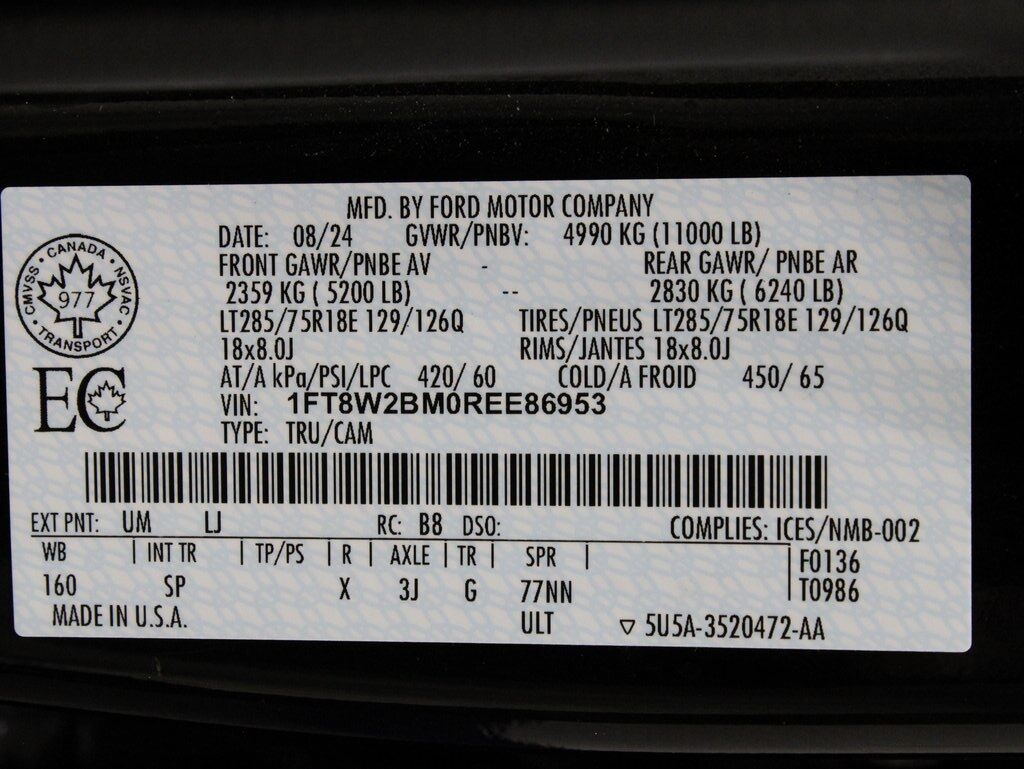 MFD. BY FORD MOTOR COMPANY
DATE: 08/24 GVWR/PNBV: 4990 KG (11000 LB)
FRONT GAWR/PNBE AV - REAR GAWR/ PNBE AR
2359 KG ( 5200 LB) -- 2830 KG ( 6240 LB)
LT285/75R18E 129/126Q TIRES/PNEUS LT285/75R18E 129/126Q
18x8.0J RIMS/JANTES 18x8.0J
AT/A kPa/PSI/LPC 420/ 60 COLD/A FROID 450/ 65
VIN: 1FT8W2BM0REE86953
TYPE: TRU/CAM
CANADA · NSVAC · TRANSPORT · CMVSS ·
977
EC
EXT PNT: UM LJ RC: B8 DSO: COMPLIES: ICES/NMB-002
WB | INT TR | TP/PS | R | AXLE | TR | SPR | F0136
160 SP X 3J G 77NN T0986
MADE IN U.S.A. ULT ▽ 5U5A-3520472-AA